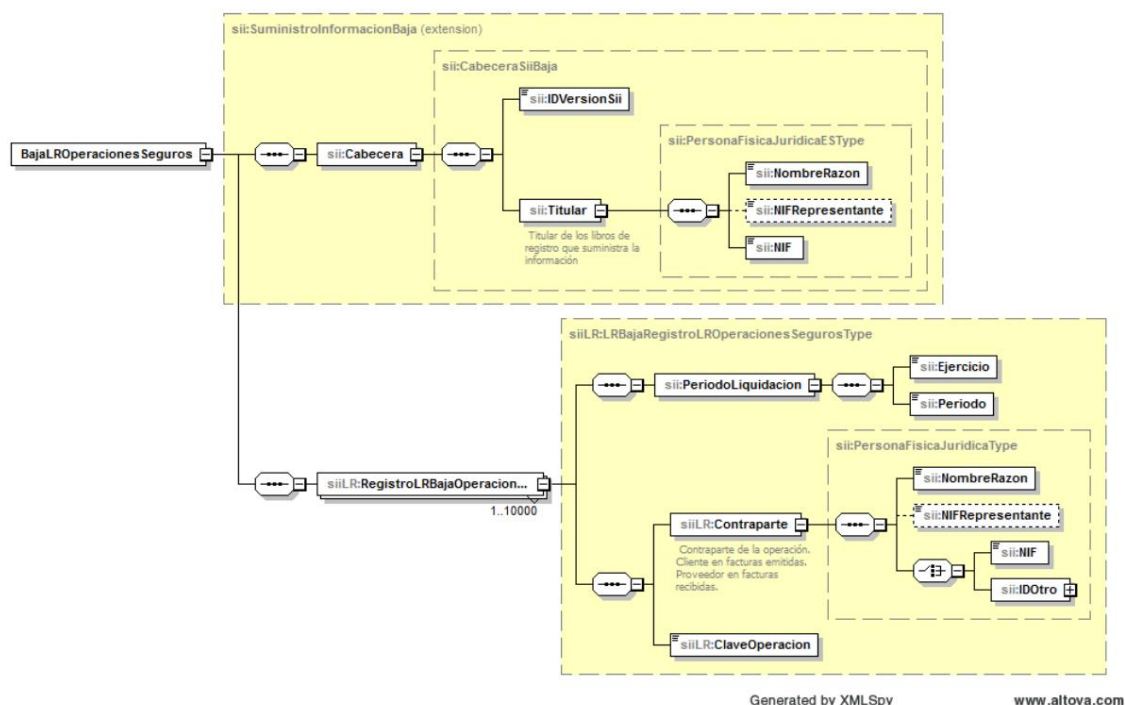 sii:SuministroInformacionBaja (extension)
sii:CabeceraSiiBaja
sii:IDVersionSii
sii:PersonaFisicaJuridicaESType
BajaLROperacionesSeguros
sii:Cabecera
sii:NombreRazon
sii:Titular
sii:NIFRepresentante
Titular de los libros de
registro que suministra la
información
sii:NIF
siiLR:LRBajaRegistroLROperacionesSegurosType
sii:PeriodoLiquidacion
sii:Ejercicio
sii:Periodo
sii:PersonaFisicaJuridicaType
siiLR:RegistroLRBajaOperacion...
1..10000
sii:NombreRazon
siiLR:Contraparte
sii:NIFRepresentante
Contraparte de la operación.
Cliente en facturas emitidas.
Proveedor en facturas
recibidas.
sii:NIF
sii:IDOtro
siiLR:ClaveOperacion
Generated by XMLSpy
www.altova.com